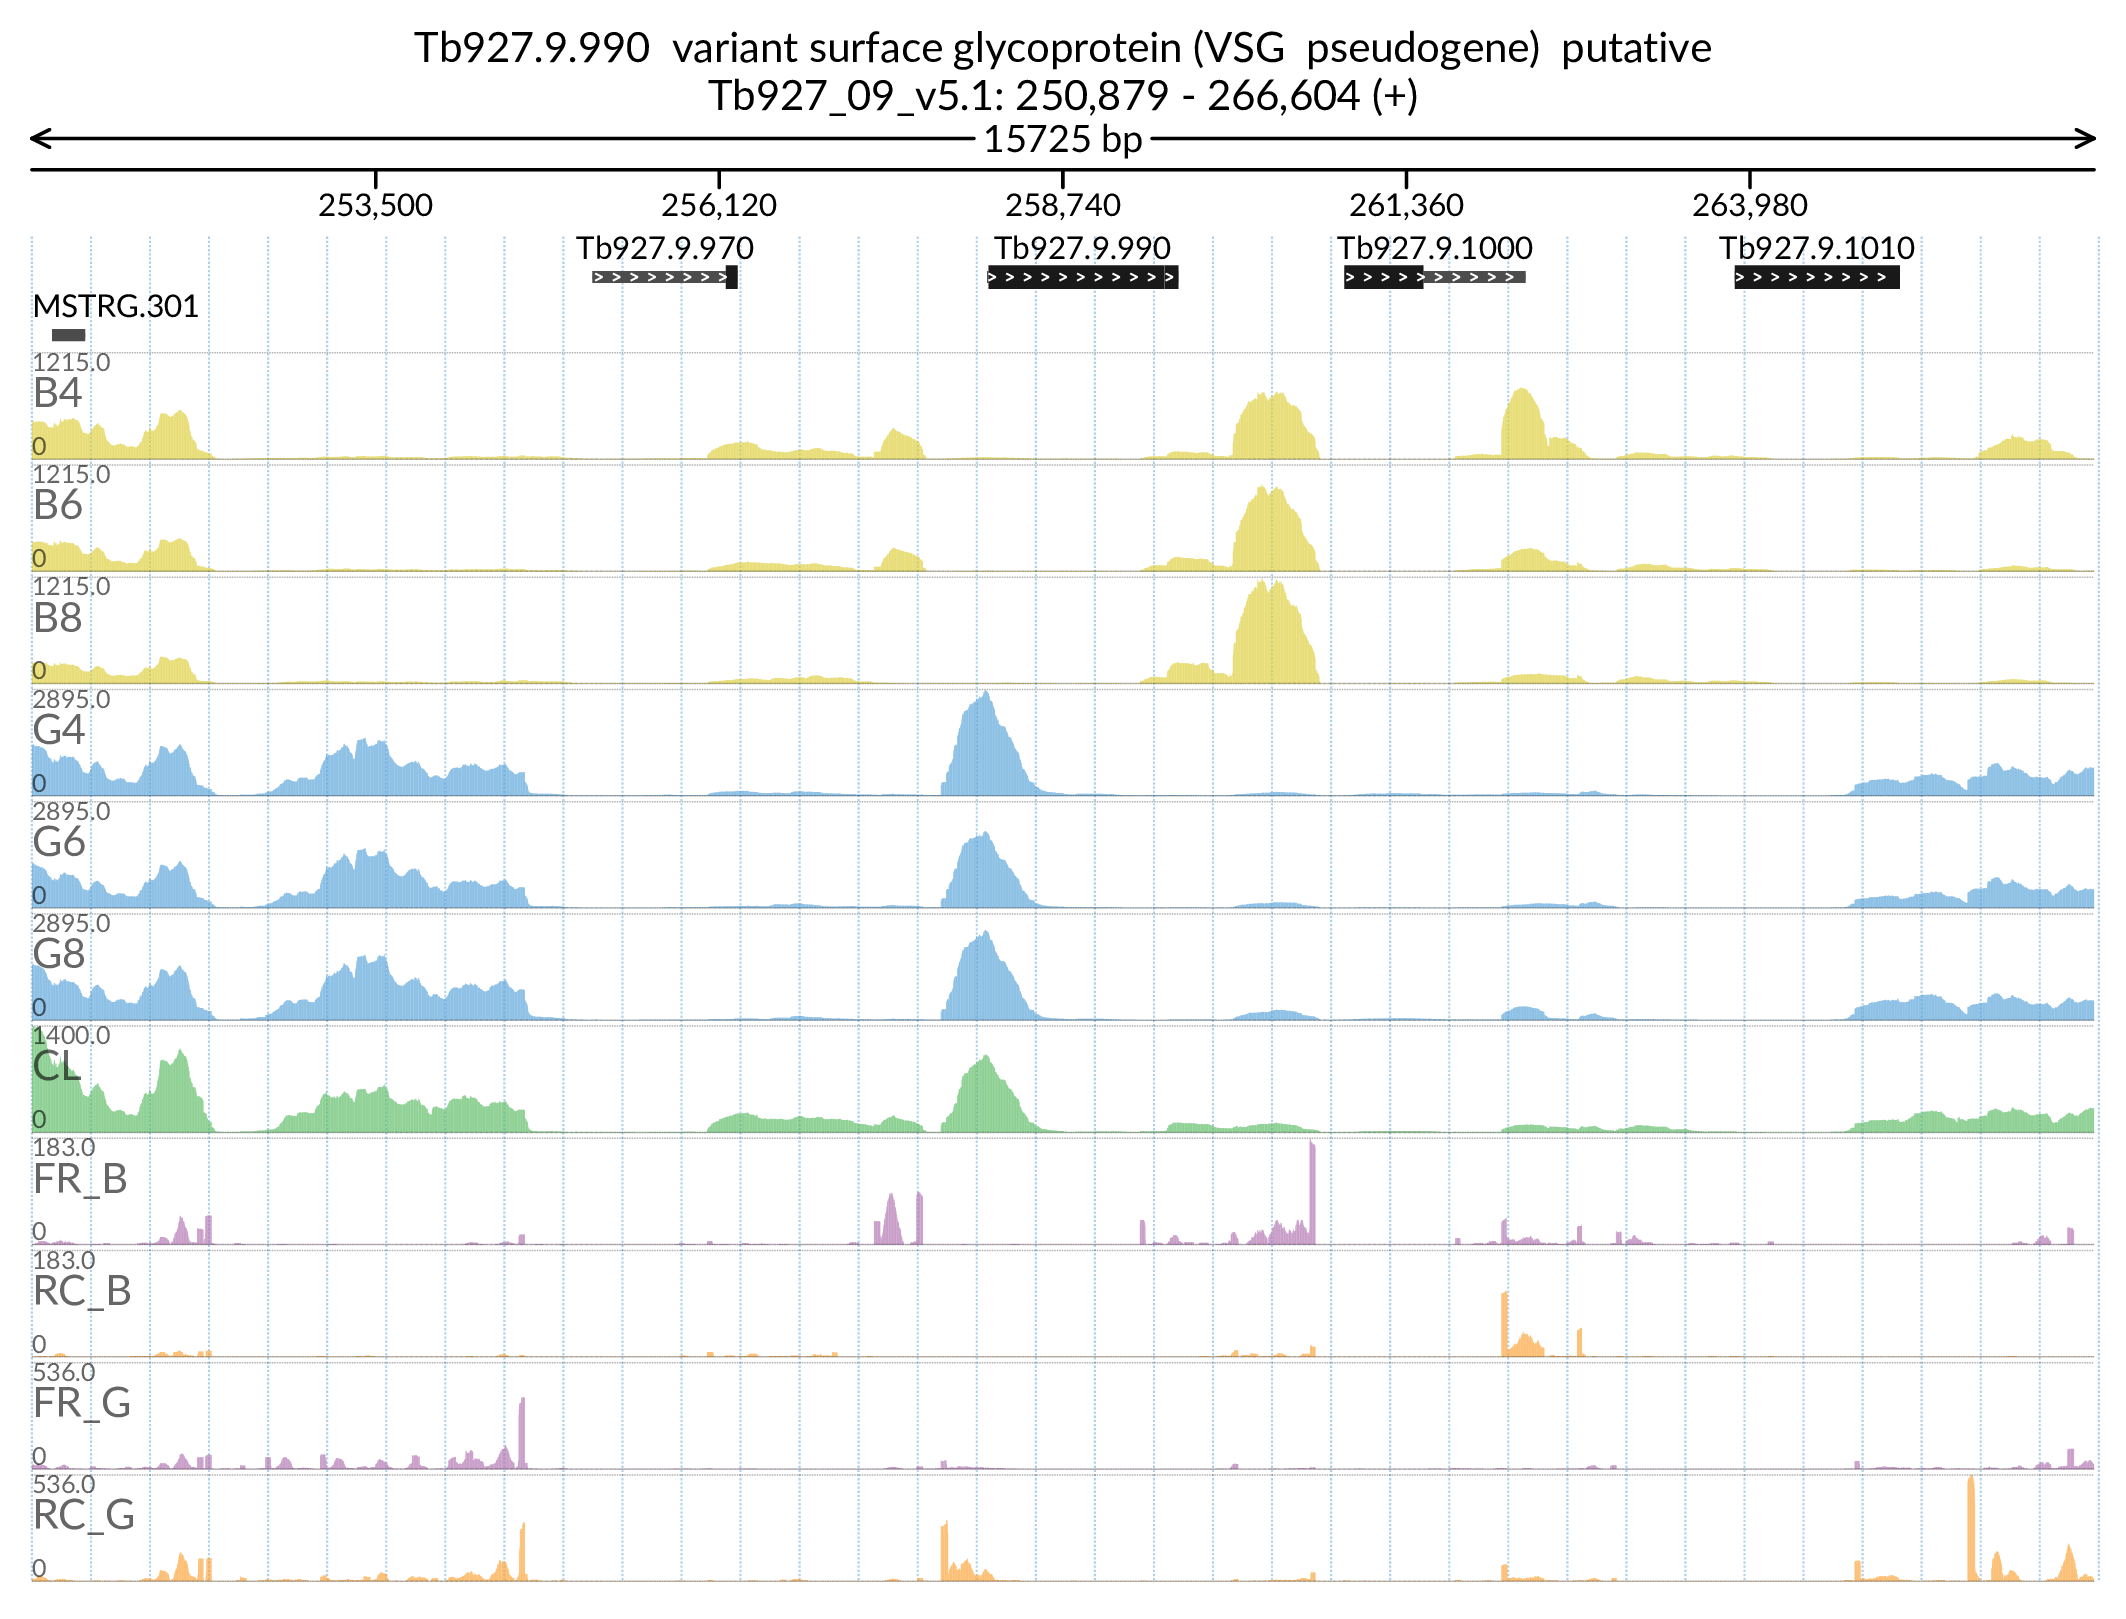 Tb927.9.990 variant surface glycoprotein (VSG pseudogene) putative
Tb927_09_v5.1: 250,879 - 266,604 (+)
15725 bp
253,500 256,120 258,740 261,360 263,980
Tb927.9.970 Tb927.9.990 Tb927.9.1000 Tb927.9.1010
MSTRG.301
1215.0
B4
0
1215.0
B6
0
1215.0
B8
0
2895.0
G4
0
2895.0
G6
0
2895.0
G8
0
1400.0
CL
0
183.0
FR_B
0
183.0
RC_B
0
536.0
FR_G
0
536.0
RC_G
0